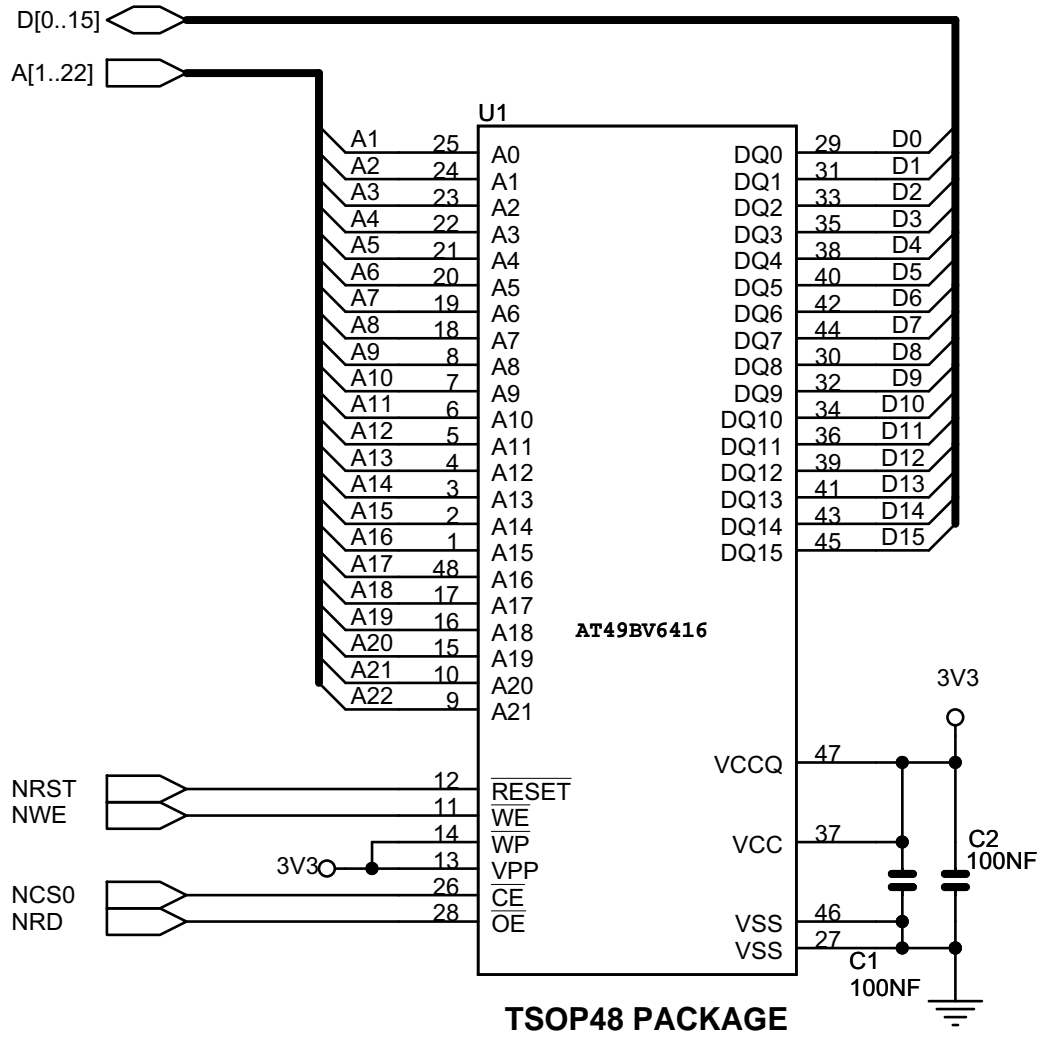 D[0..15]
A[1..22]
U1
A1 25 A0 DQ0 29 D0
A2 24 A1 DQ1 31 D1
A3 23 A2 DQ2 33 D2
A4 22 A3 DQ3 35 D3
A5 21 A4 DQ4 38 D4
A6 20 A5 DQ5 40 D5
A7 19 A6 DQ6 42 D6
A8 18 A7 DQ7 44 D7
A9 8 A8 DQ8 30 D8
A10 7 A9 DQ9 32 D9
A11 6 A10 DQ10 34 D10
A12 5 A11 DQ11 36 D11
A13 4 A12 DQ12 39 D12
A14 3 A13 DQ13 41 D13
A15 2 A14 DQ14 43 D14
A16 1 A15 DQ15 45 D15
A17 48 A16
A18 17 A17
A19 16 A18 AT49BV6416
A20 15 A19
A21 10 A20
A22 9 A21
3V3
VCCQ 47
NRST 12 RESET
NWE 11 WE
14 WP VCC 37 C2
3V3 13 VPP 100NF
NCS0 26 CE
NRD 28 OE VSS 46
VSS 27
C1
100NF
TSOP48 PACKAGE